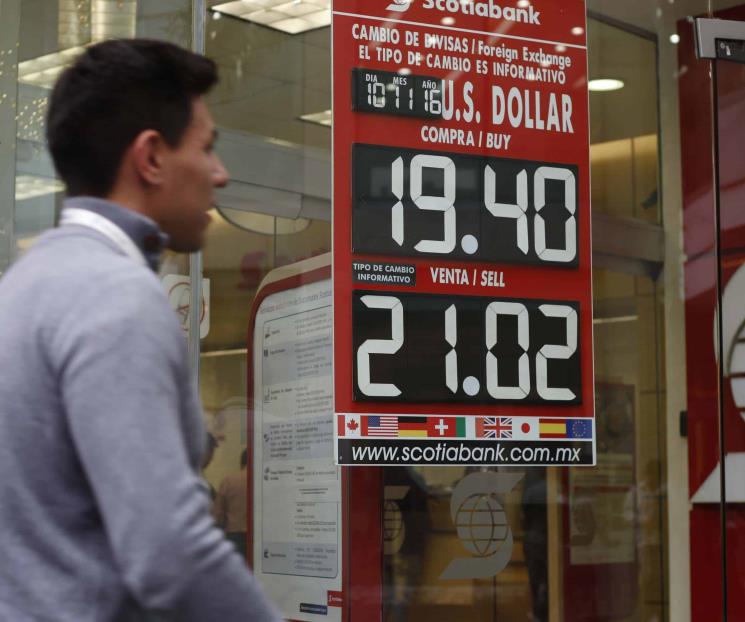 Scotiabank
CAMBIO DE DIVISAS / Foreign Exchange
EL TIPO DE CAMBIO ES INFORMATIVO
DIA MES AÑO
10 11 16
U.S. DOLLAR
COMPRA / BUY
19.40
TIPO DE CAMBIO
INFORMATIVO
VENTA / SELL
21.02
www.scotiabank.com.mx